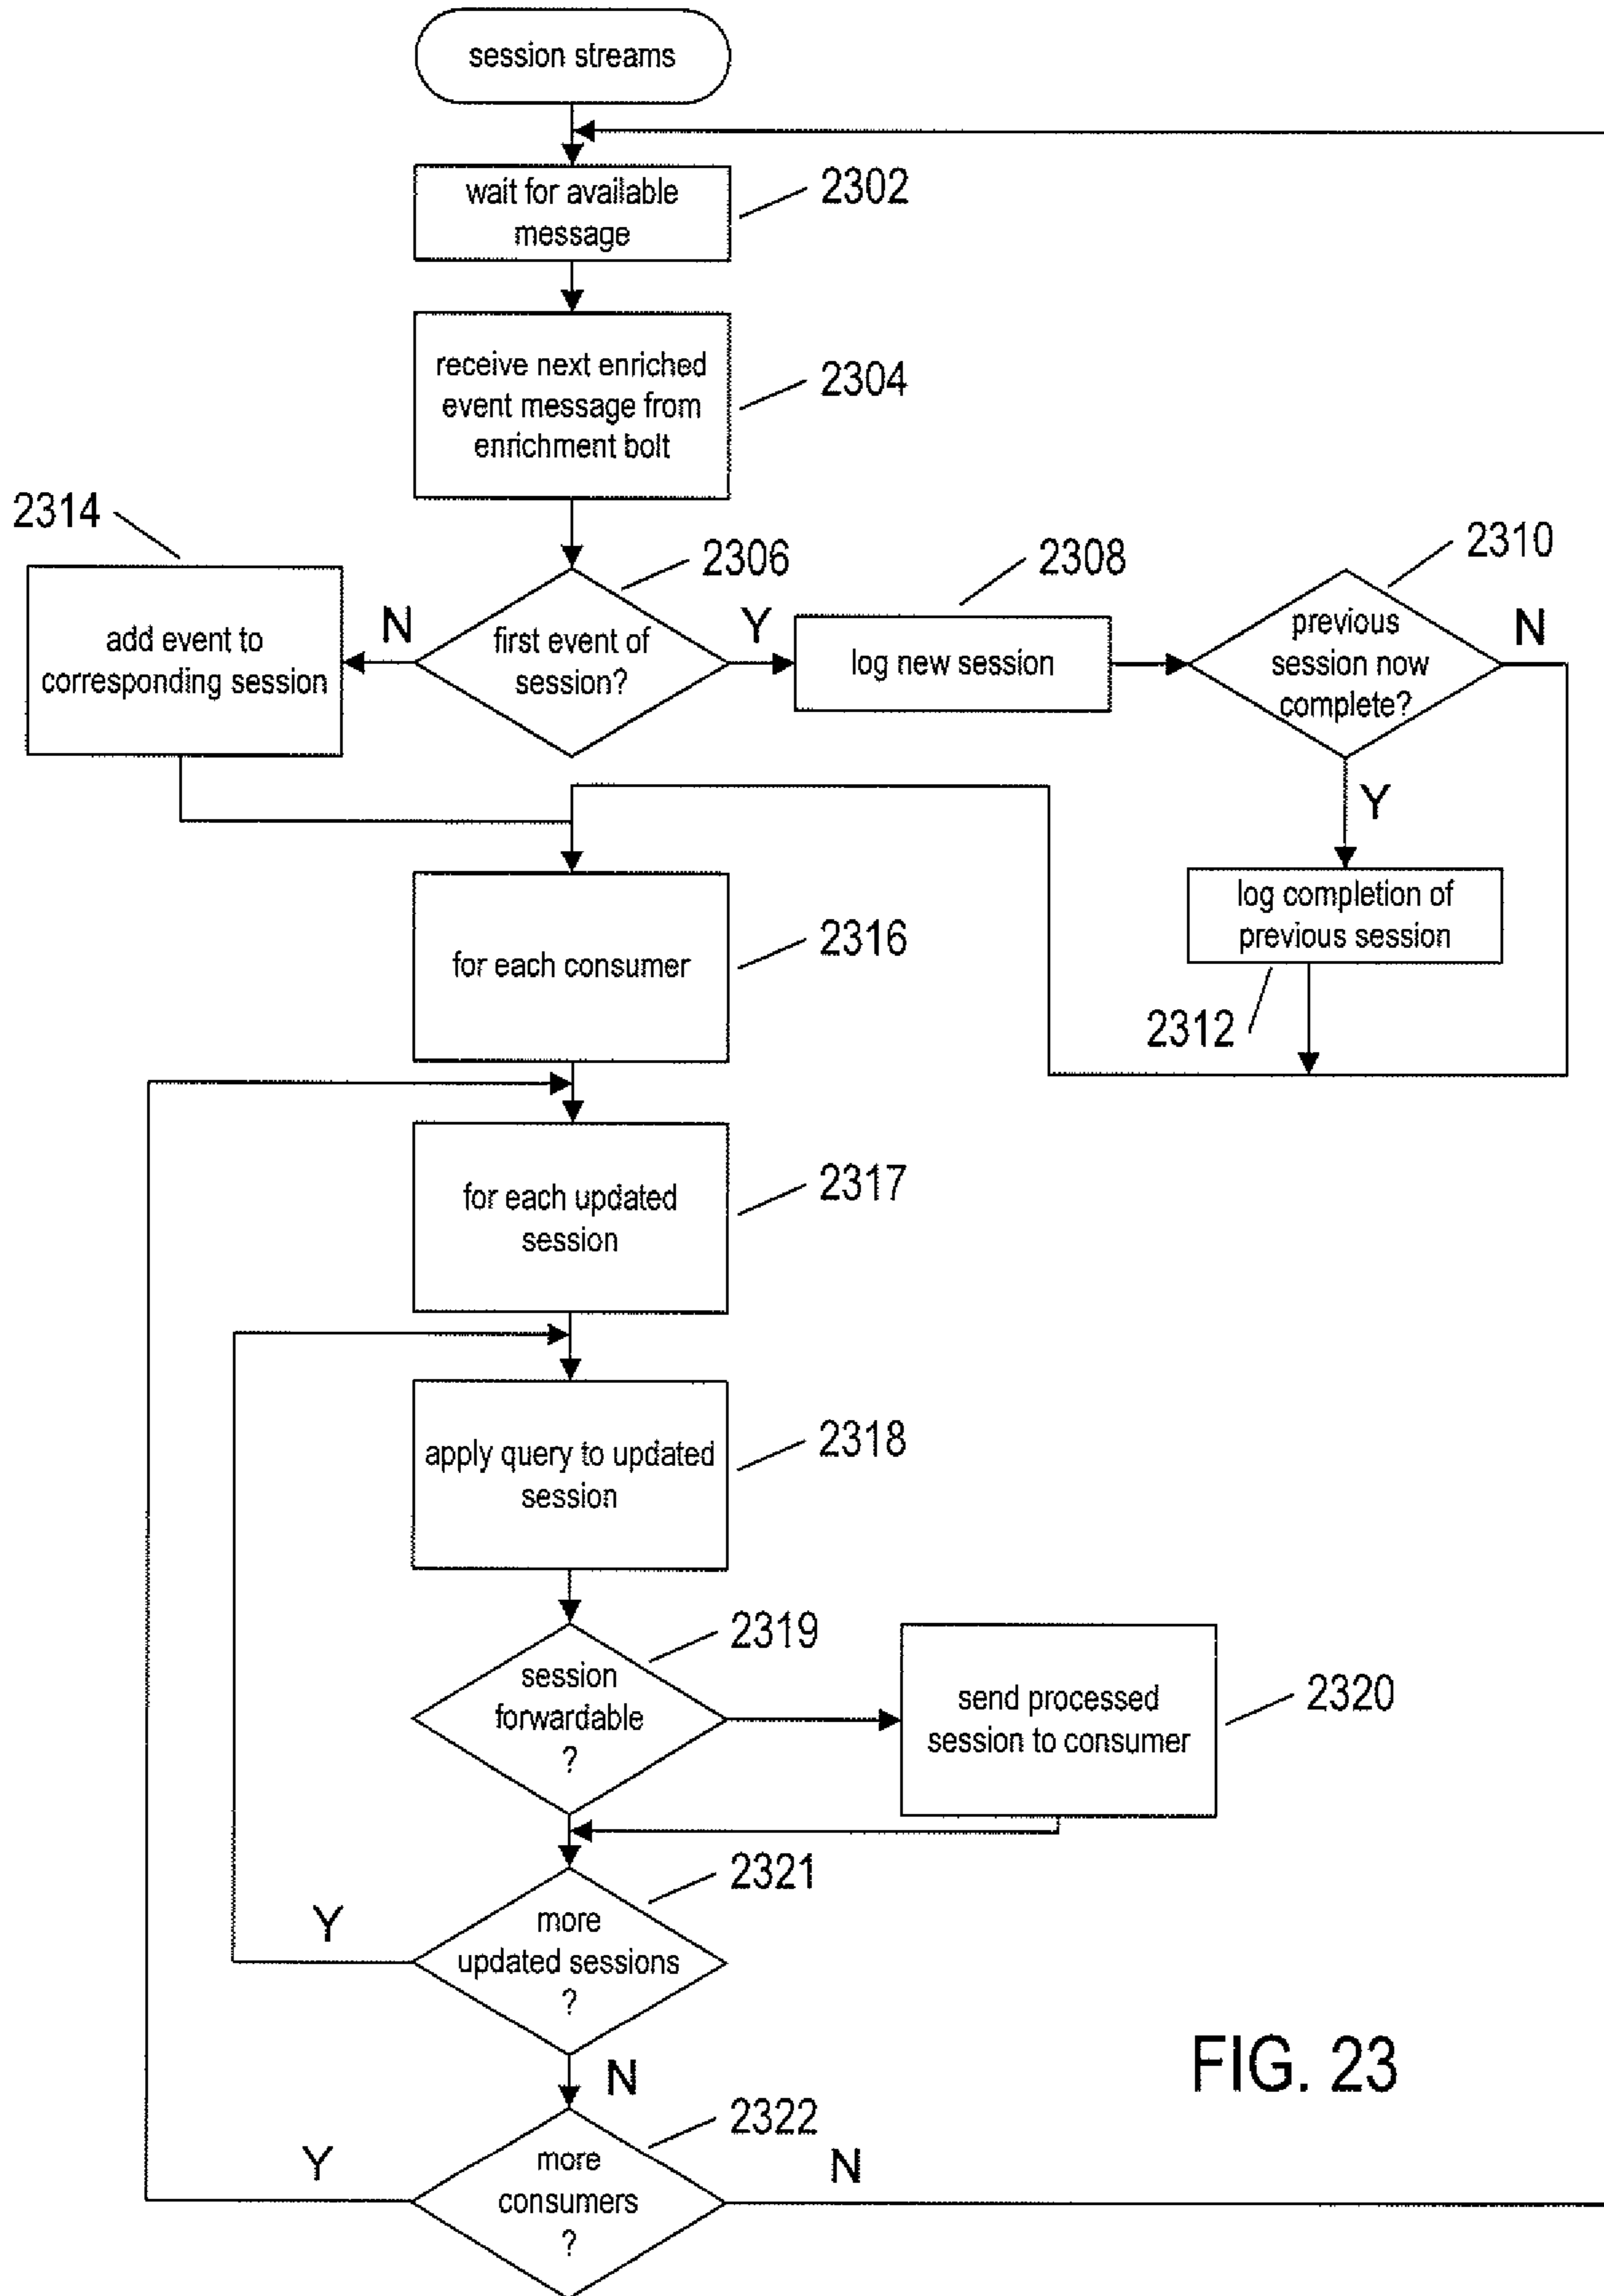 session streams
wait for available
message
2302
receive next enriched
event message from
enrichment bolt
2304
2314
add event to
corresponding session
N
2306
first event of
session?
Y
2308
log new session
2310
previous
session now
complete?
N
Y
log completion of
previous session
2312
for each consumer
2316
for each updated
session
2317
apply query to updated
session
2318
2319
session
forwardable
?
send processed
session to consumer
2320
2321
more
updated sessions
?
Y
N
2322
more
consumers
?
Y
N
FIG. 23